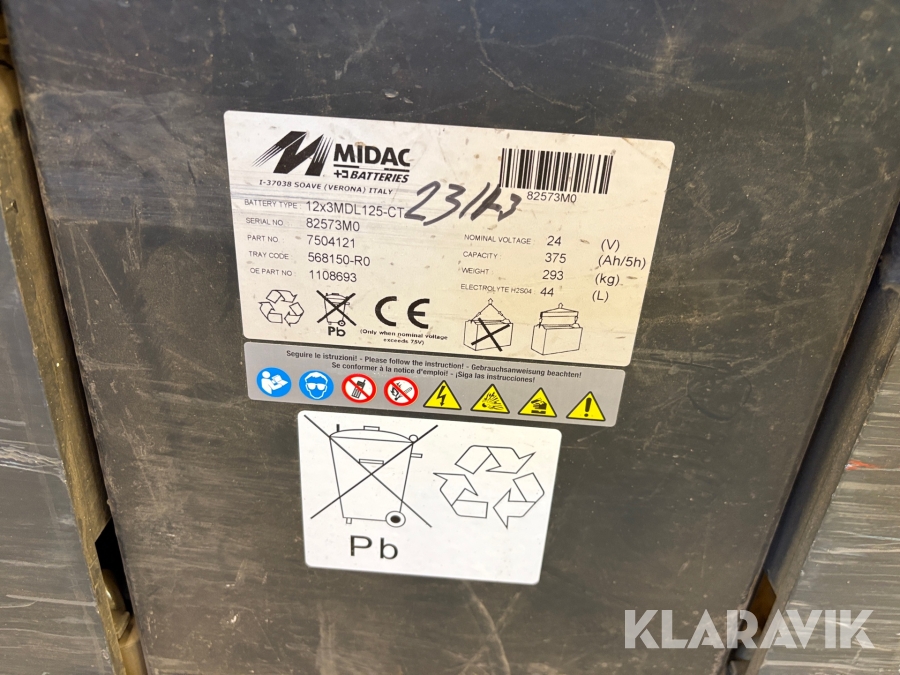 MIDAC
BATTERIES
I-37038 SOAVE (VERONA) ITALY
82573M0
BATTERY TYPE 12x3MDL125-CT
SERIAL NO 82573M0
PART NO 7504121
TRAY CODE 568150-R0
OE PART NO 1108693
NOMINAL VOLTAGE 24 (V)
CAPACITY 375 (Ah/5h)
WEIGHT 293 (kg)
ELECTROLYTE H2S04 44 (L)
Pb
CE
(Only when nominal voltage
exceeds 75V)
Seguire le istruzioni! - Please follow the instruction! - Gebrauchsanweisung beachten!
Se conformer à la notice d'emploi! - ¡Siga las instrucciones!
Pb
KLARAVIK